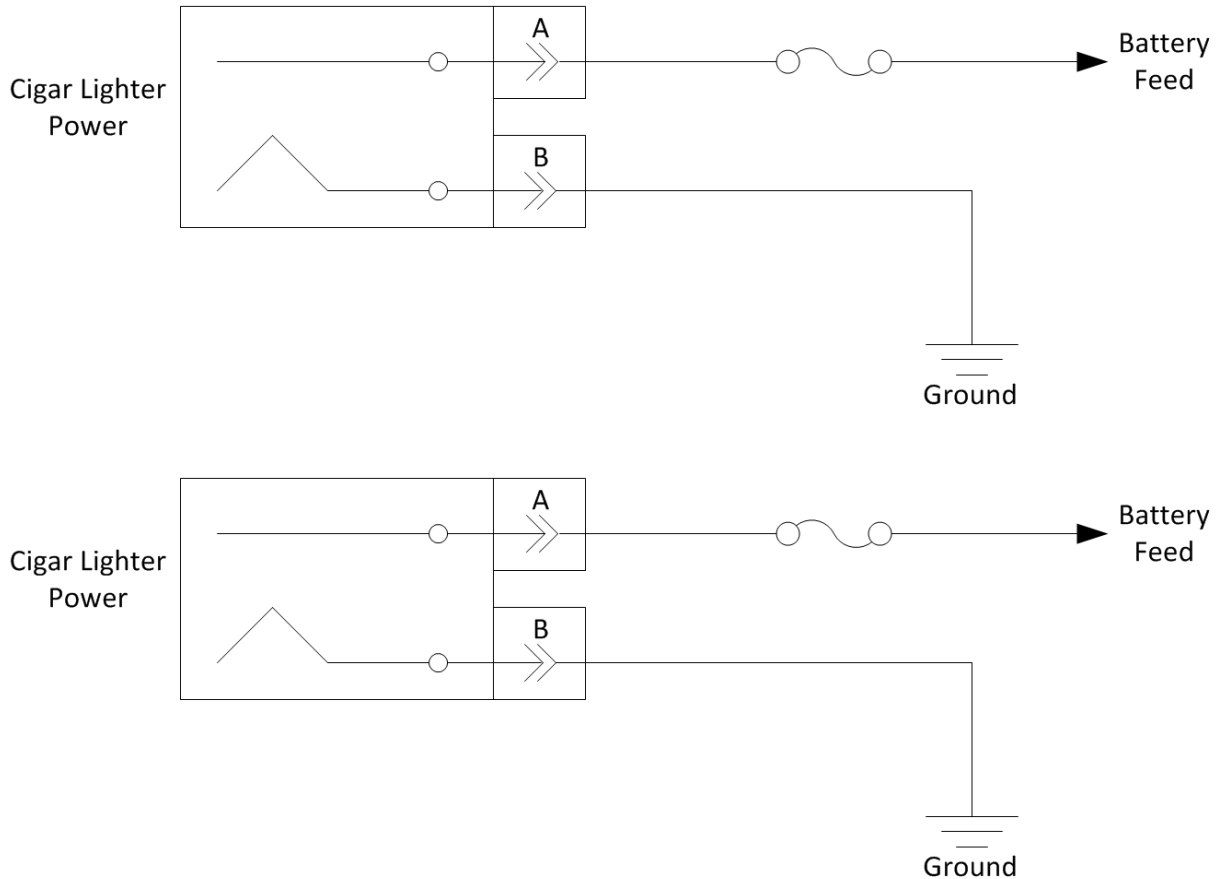 A
Battery
Feed
Cigar Lighter
Power
B
Ground
A
Battery
Feed
Cigar Lighter
Power
B
Ground